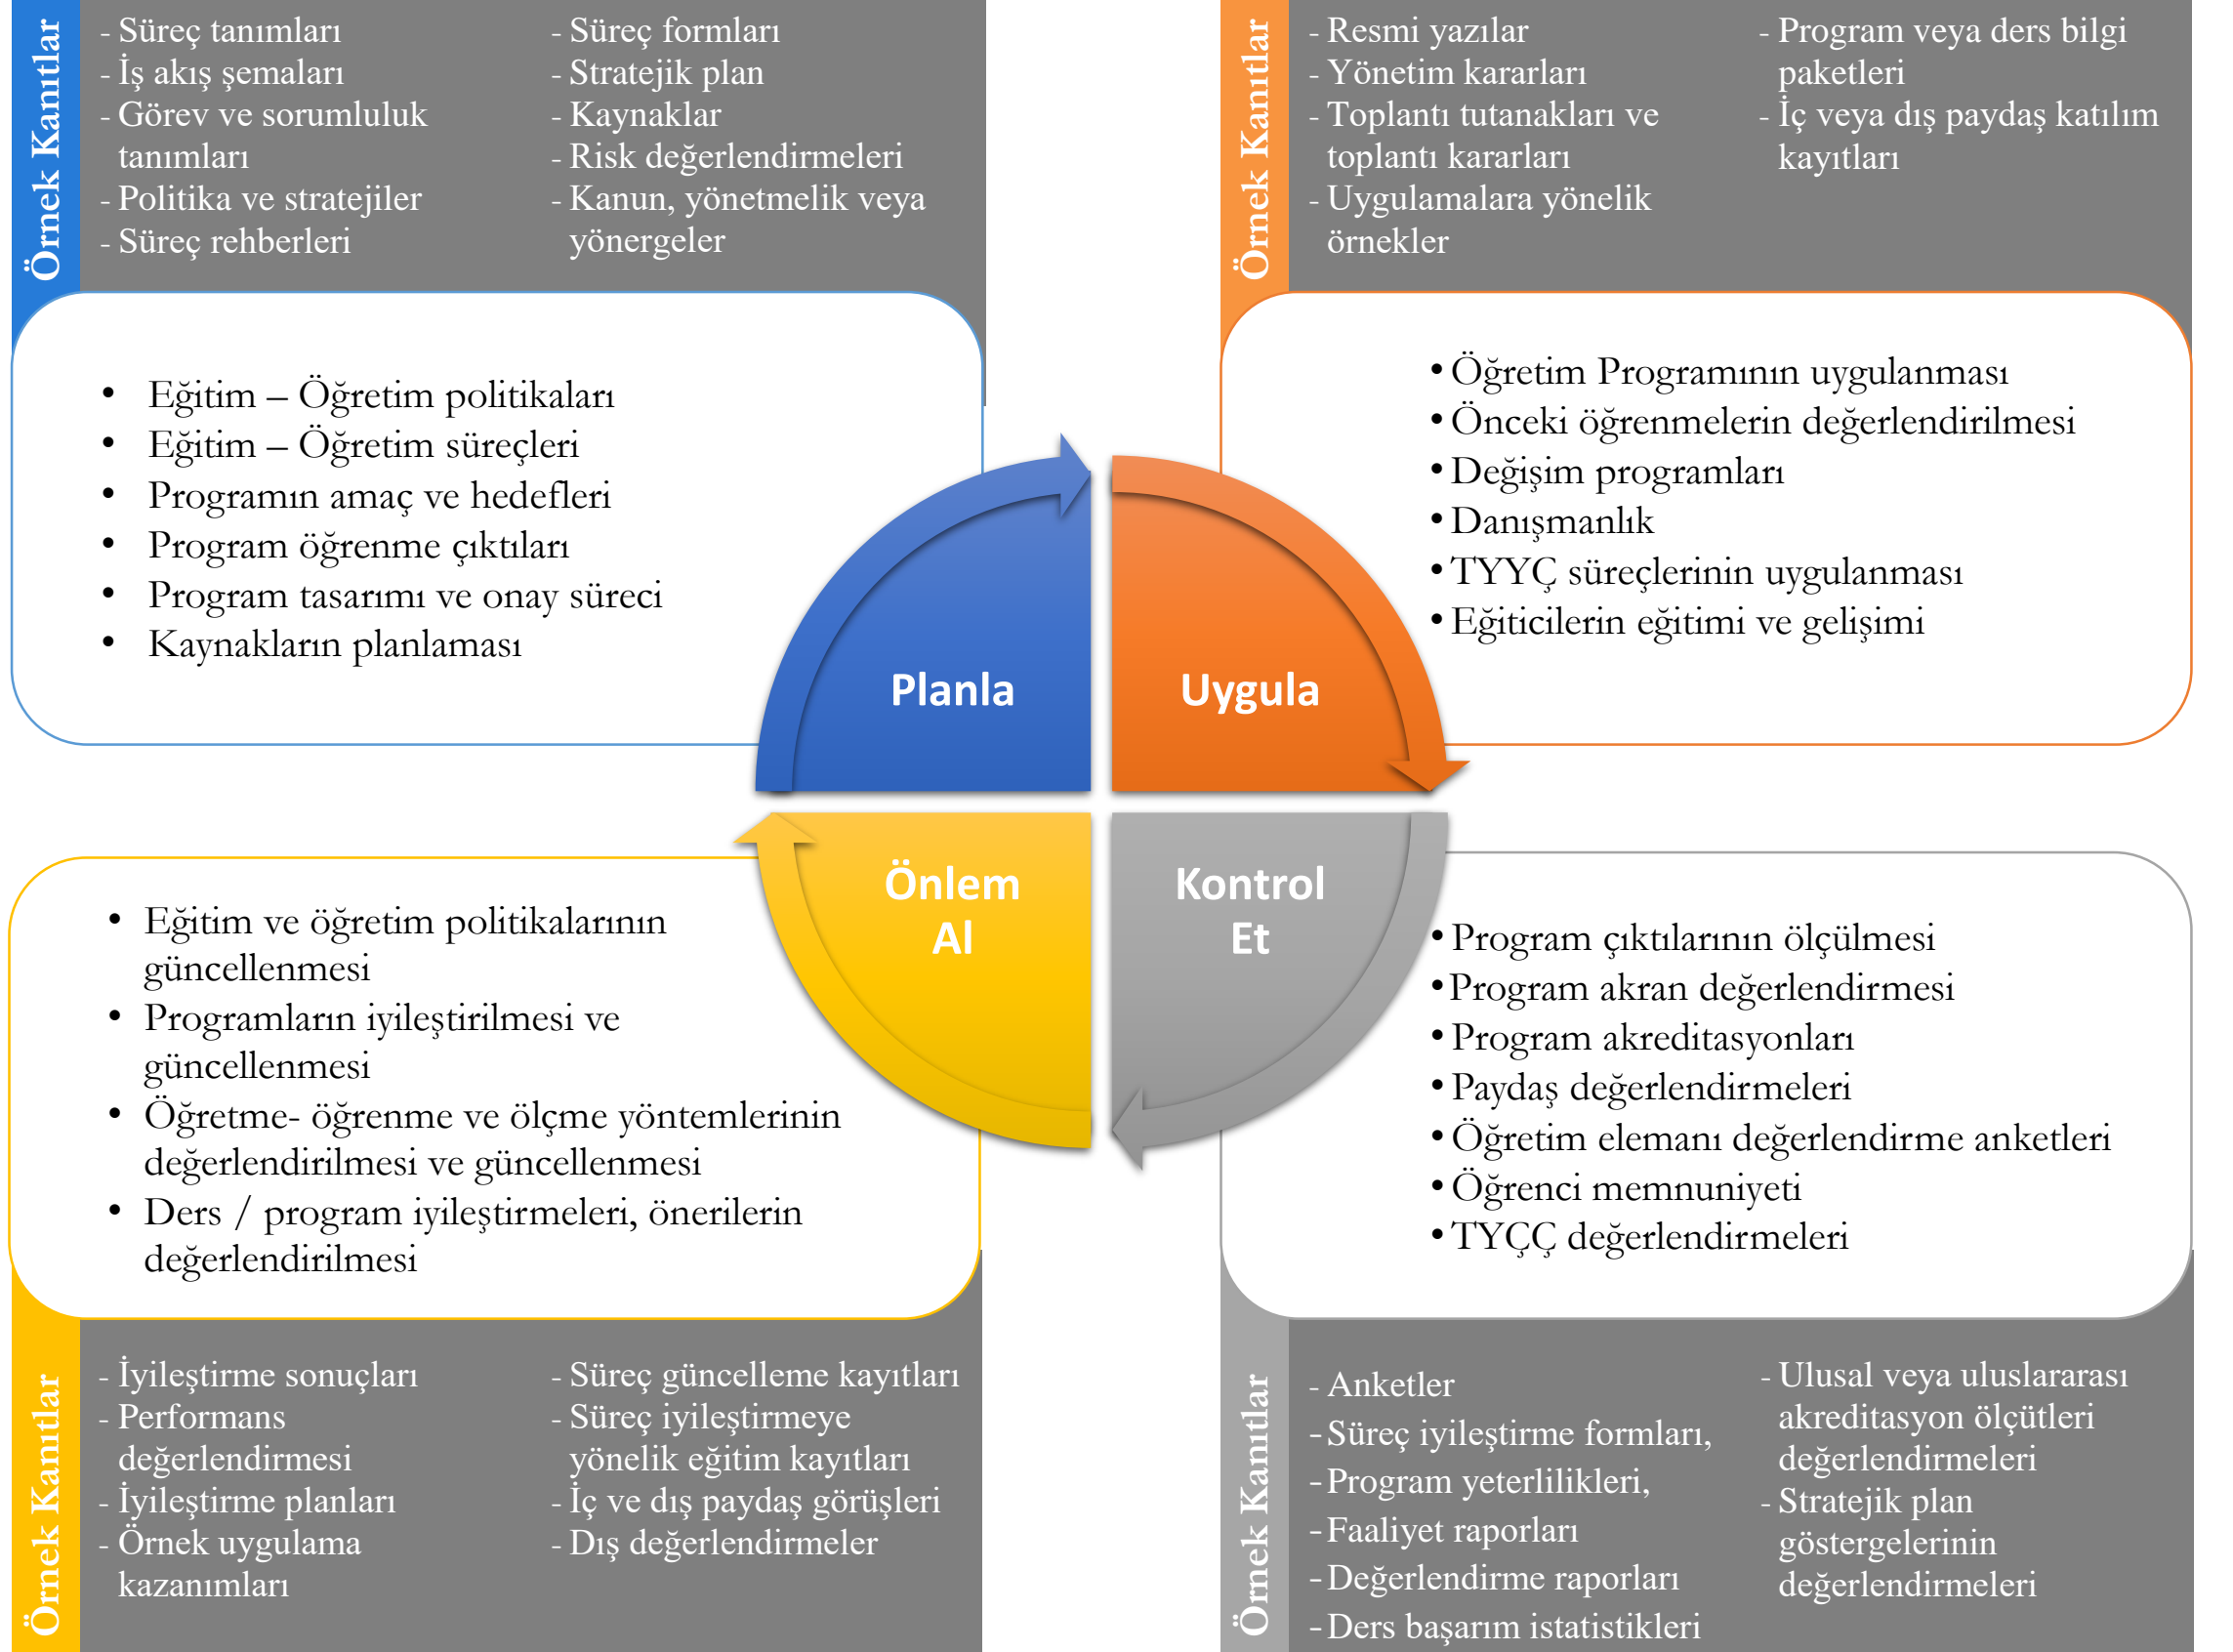 Örnek Kanıtlar
- Süreç tanımları
- İş akış şemaları
- Görev ve sorumluluk
tanımları
- Politika ve stratejiler
- Süreç rehberleri
- Süreç formları
- Stratejik plan
- Kaynaklar
- Risk değerlendirmeleri
- Kanun, yönetmelik veya
yönergeler
Örnek Kanıtlar
- Resmi yazılar
- Yönetim kararları
- Toplantı tutanakları ve
toplantı kararları
- Uygulamalara yönelik
örnekler
- Program veya ders bilgi
paketleri
- İç veya dış paydaş katılım
kayıtları
• Eğitim – Öğretim politikaları
• Eğitim – Öğretim süreçleri
• Programın amaç ve hedefleri
• Program öğrenme çıktıları
• Program tasarımı ve onay süreci
• Kaynakların planlaması
• Öğretim Programının uygulanması
• Önceki öğrenmelerin değerlendirilmesi
• Değişim programları
• Danışmanlık
• TYYÇ süreçlerinin uygulanması
• Eğiticilerin eğitimi ve gelişimi
Planla
Uygula
Önlem
Al
Kontrol
Et
• Eğitim ve öğretim politikalarının
güncellenmesi
• Programların iyileştirilmesi ve
güncellenmesi
• Öğretme- öğrenme ve ölçme yöntemlerinin
değerlendirilmesi ve güncellenmesi
• Ders / program iyileştirmeleri, önerilerin
değerlendirilmesi
• Program çıktılarının ölçülmesi
• Program akran değerlendirmesi
• Program akreditasyonları
• Paydaş değerlendirmeleri
• Öğretim elemanı değerlendirme anketleri
• Öğrenci memnuniyeti
• TYÇÇ değerlendirmeleri
Örnek Kanıtlar
- İyileştirme sonuçları
- Performans
değerlendirmesi
- İyileştirme planları
- Örnek uygulama
kazanımları
- Süreç güncelleme kayıtları
- Süreç iyileştirmeye
yönelik eğitim kayıtları
- İç ve dış paydaş görüşleri
- Dış değerlendirmeler
Örnek Kanıtlar
- Anketler
- Süreç iyileştirme formları,
- Program yeterlilikleri,
- Faaliyet raporları
- Değerlendirme raporları
- Ders başarım istatistikleri
- Ulusal veya uluslararası
akreditasyon ölçütleri
değerlendirmeleri
- Stratejik plan
göstergelerinin
değerlendirmeleri